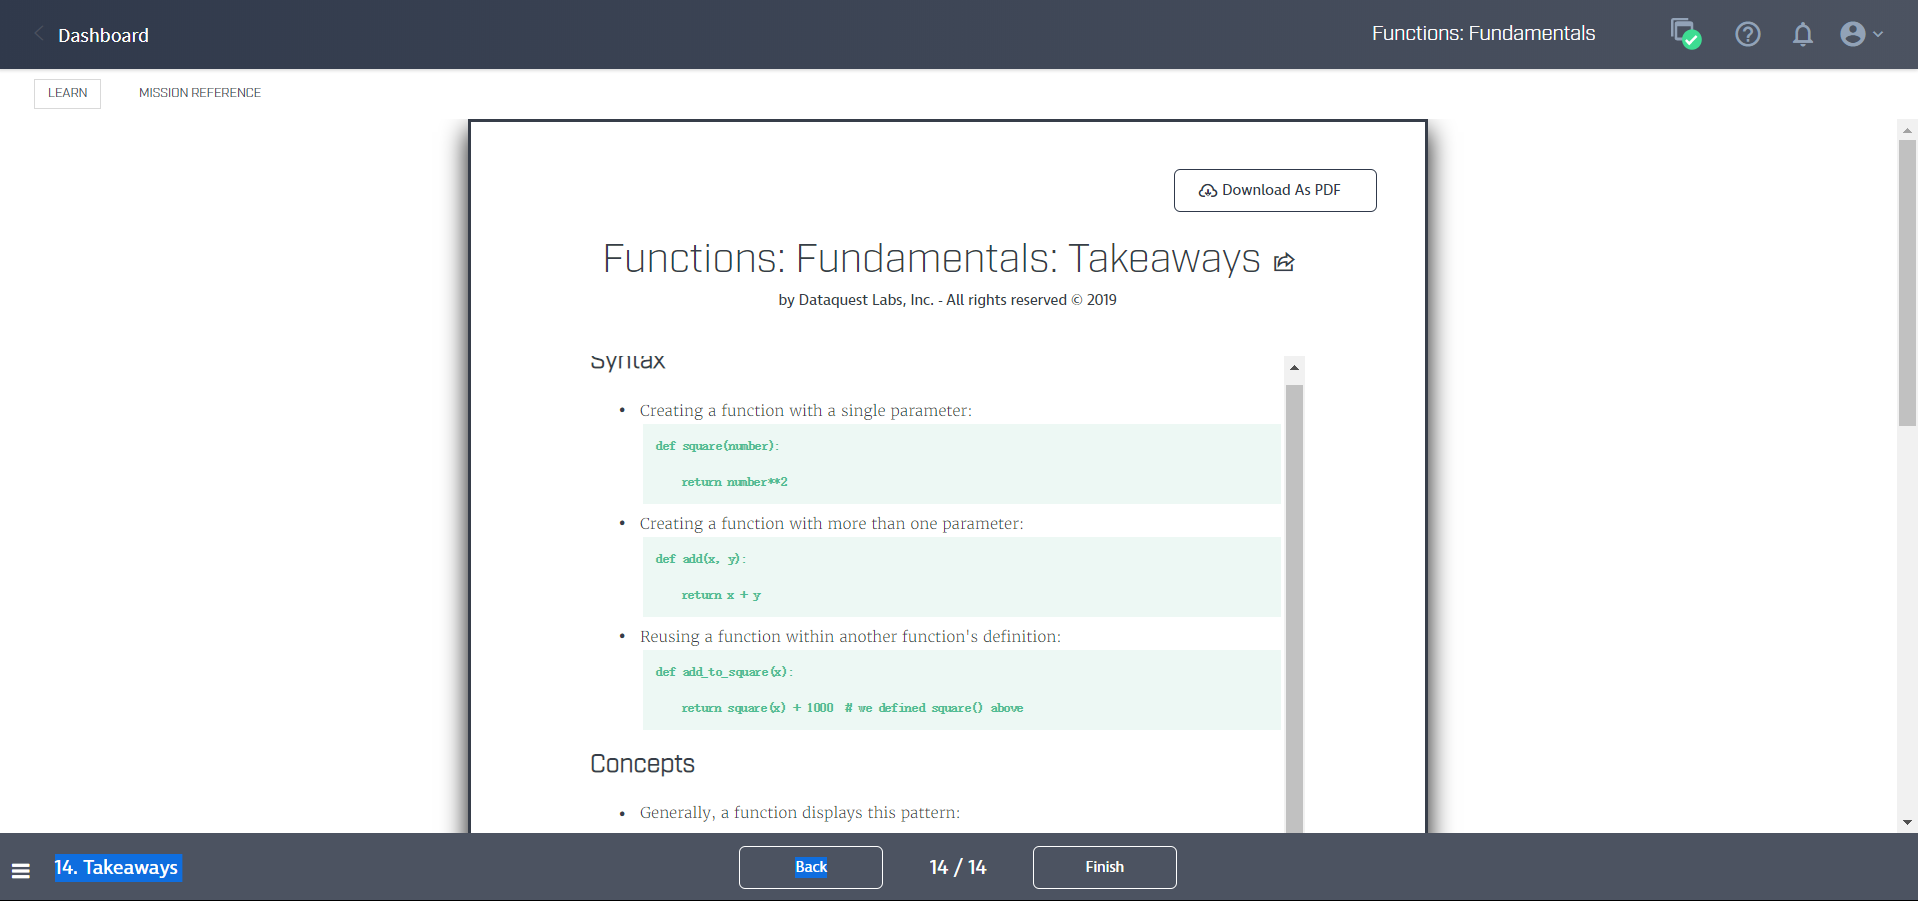 Dashboard
Functions: Fundamentals
LEARN
MISSION REFERENCE
Download As PDF
Functions: Fundamentals: Takeaways
by Dataquest Labs, Inc. - All rights reserved © 2019
Syntax
• Creating a function with a single parameter:
def square(number):
    return number**2
• Creating a function with more than one parameter:
def add(x, y):
    return x + y
• Reusing a function within another function's definition:
def add_to_square(x):
    return square(x) + 1000  # we defined square() above
Concepts
• Generally, a function displays this pattern:
14. Takeaways
Back
14 / 14
Finish